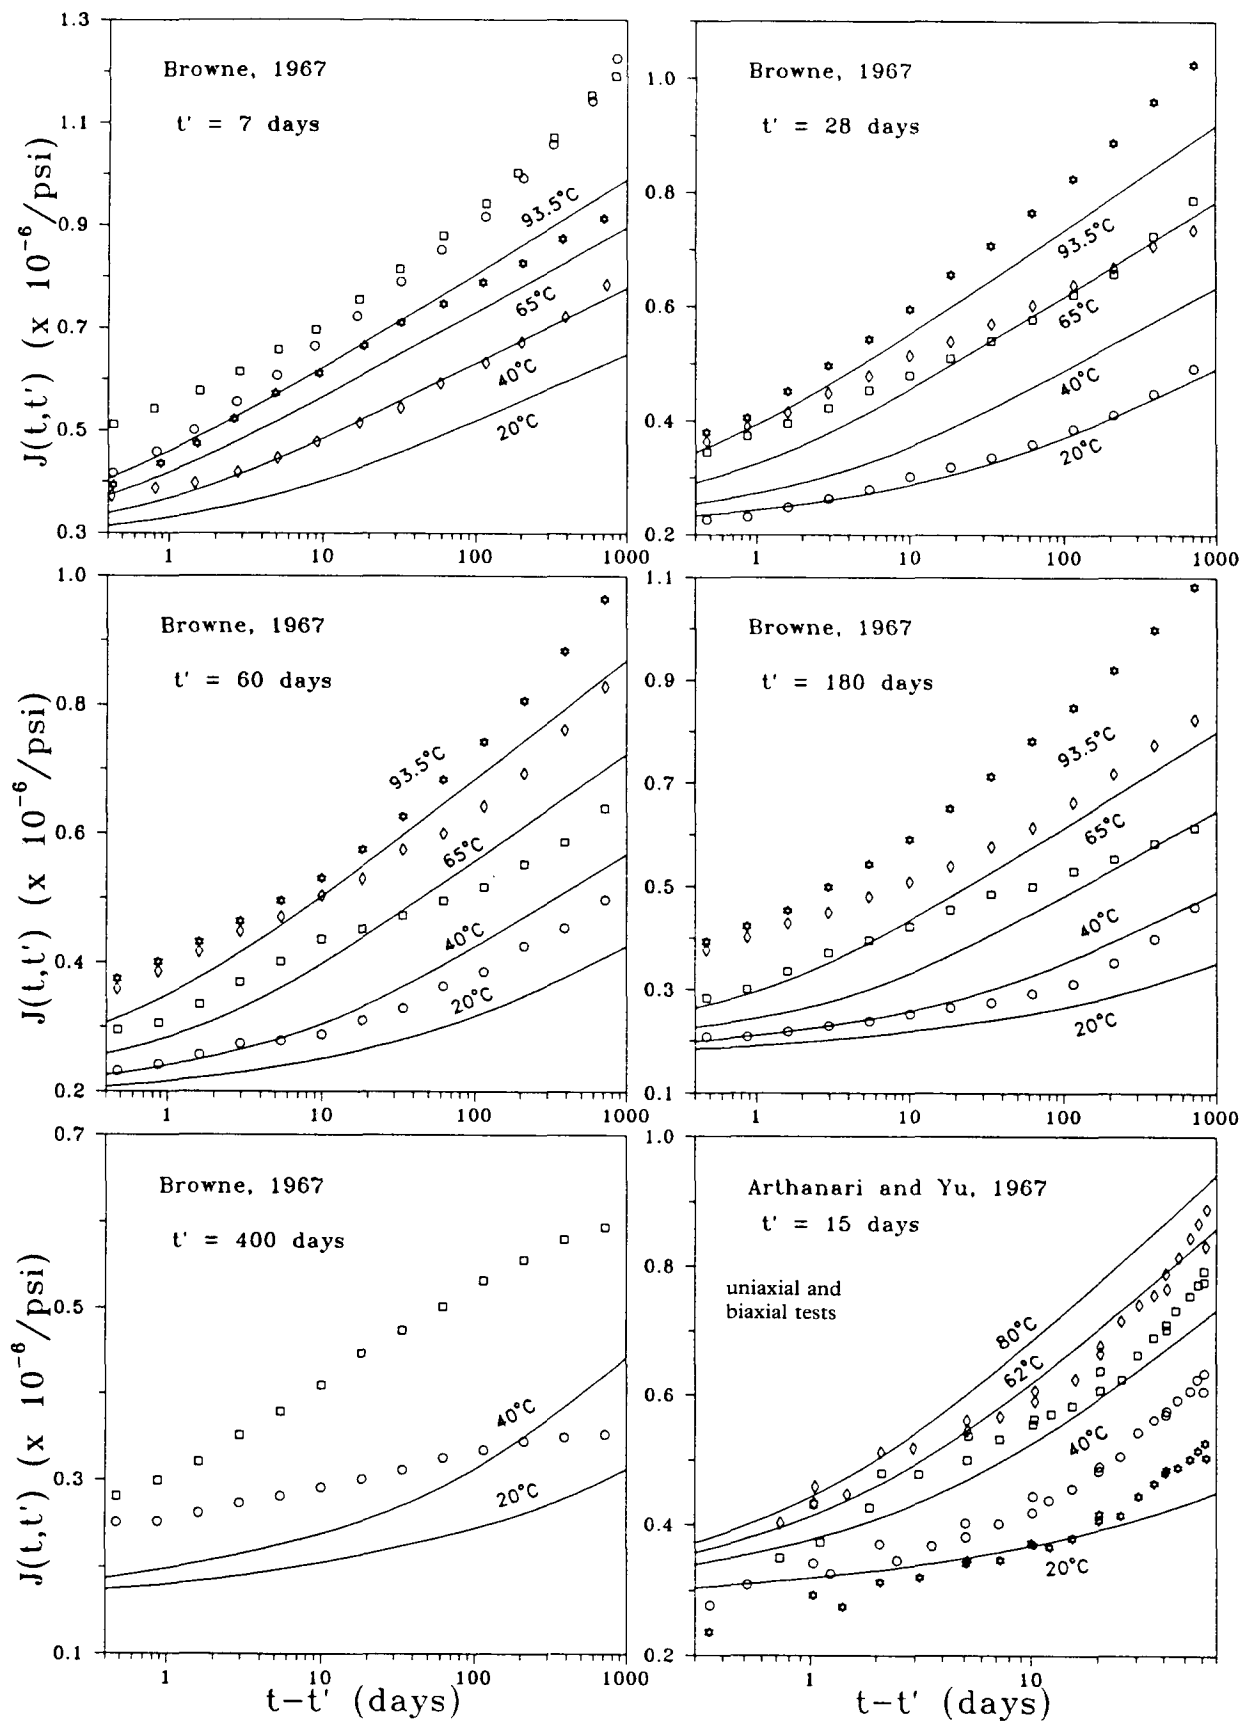 1.3
1.1
0.9
0.7
0.5
0.3
J(t,t') (x 10⁻⁶/psi)
Browne, 1967
t' = 7 days
93.5°C
65°C
40°C
20°C
1
10
100
1000
1.0
0.8
0.6
0.4
0.2
Browne, 1967
t' = 28 days
93.5°C
65°C
40°C
20°C
1
10
100
1000
1.0
0.8
0.6
0.4
0.2
J(t,t') (x 10⁻⁶/psi)
Browne, 1967
t' = 60 days
93.5°C
65°C
40°C
20°C
1
10
100
1000
1.1
0.9
0.7
0.5
0.3
0.1
Browne, 1967
t' = 180 days
93.5°C
65°C
40°C
20°C
1
10
100
1000
0.7
0.5
0.3
0.1
J(t,t') (x 10⁻⁶/psi)
Browne, 1967
t' = 400 days
40°C
20°C
1
10
100
1000
t-t' (days)
1.0
0.8
0.6
0.4
0.2
Arthanari and Yu, 1967
t' = 15 days
uniaxial and
biaxial tests
80°C
62°C
40°C
20°C
1
10
t-t' (days)